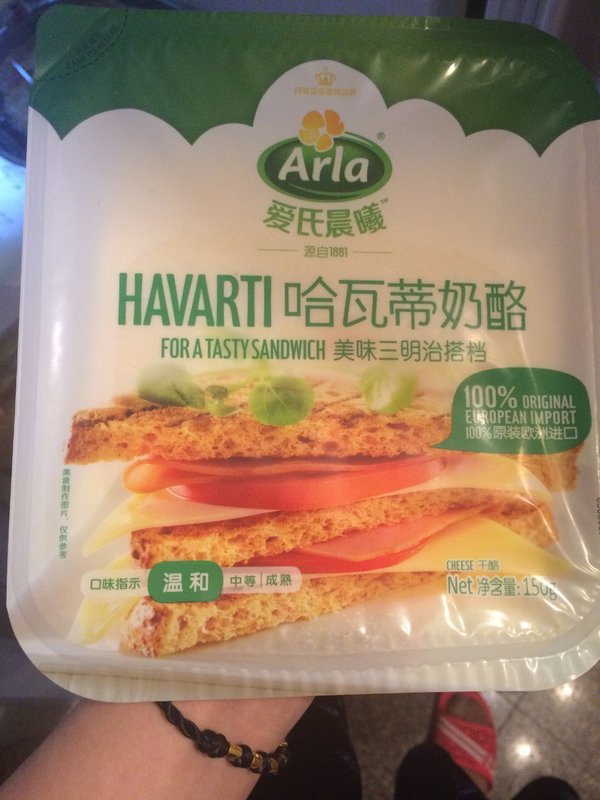 Arla
爱氏晨曦
源自1881
HAVARTI 哈瓦蒂奶酪
FOR A TASTY SANDWICH 美味三明治搭档
100% ORIGINAL
EUROPEAN IMPORT
100%原装欧洲进口
美食制作图片,仅供参考
口味指示 温和 中等 成熟
CHEESE 干酪
Net 净含量:150g